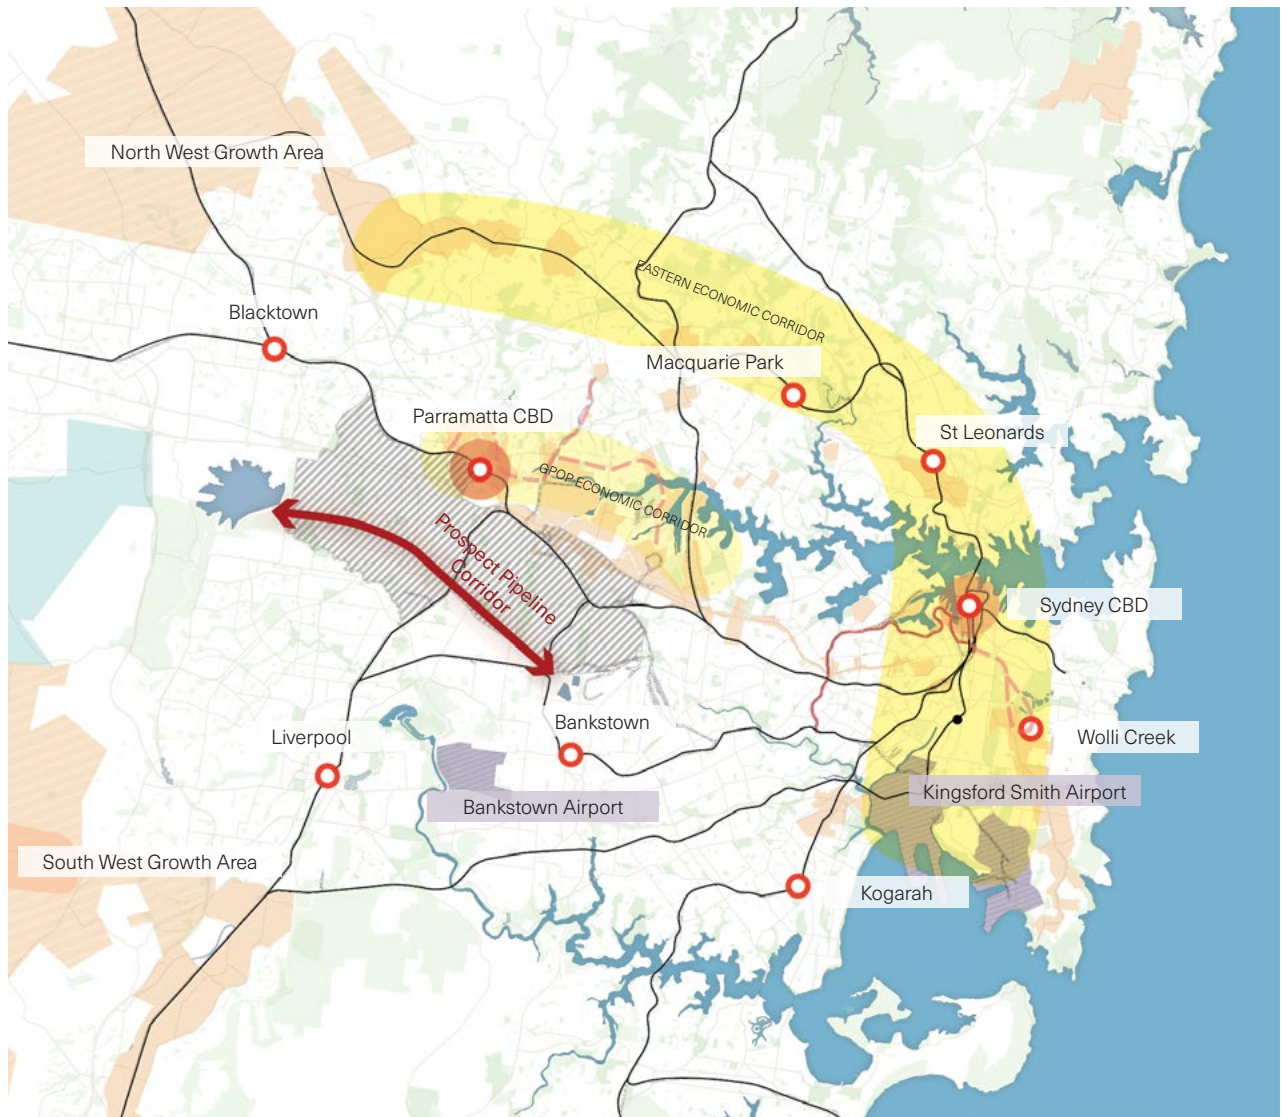 North West Growth Area
EASTERN ECONOMIC CORRIDOR
Blacktown
Macquarie Park
Parramatta CBD
St Leonards
GPOP ECONOMIC CORRIDOR
Prospect Pipeline
Corridor
Sydney CBD
Bankstown
Liverpool
Wolli Creek
Kingsford Smith Airport
Bankstown Airport
South West Growth Area
Kogarah